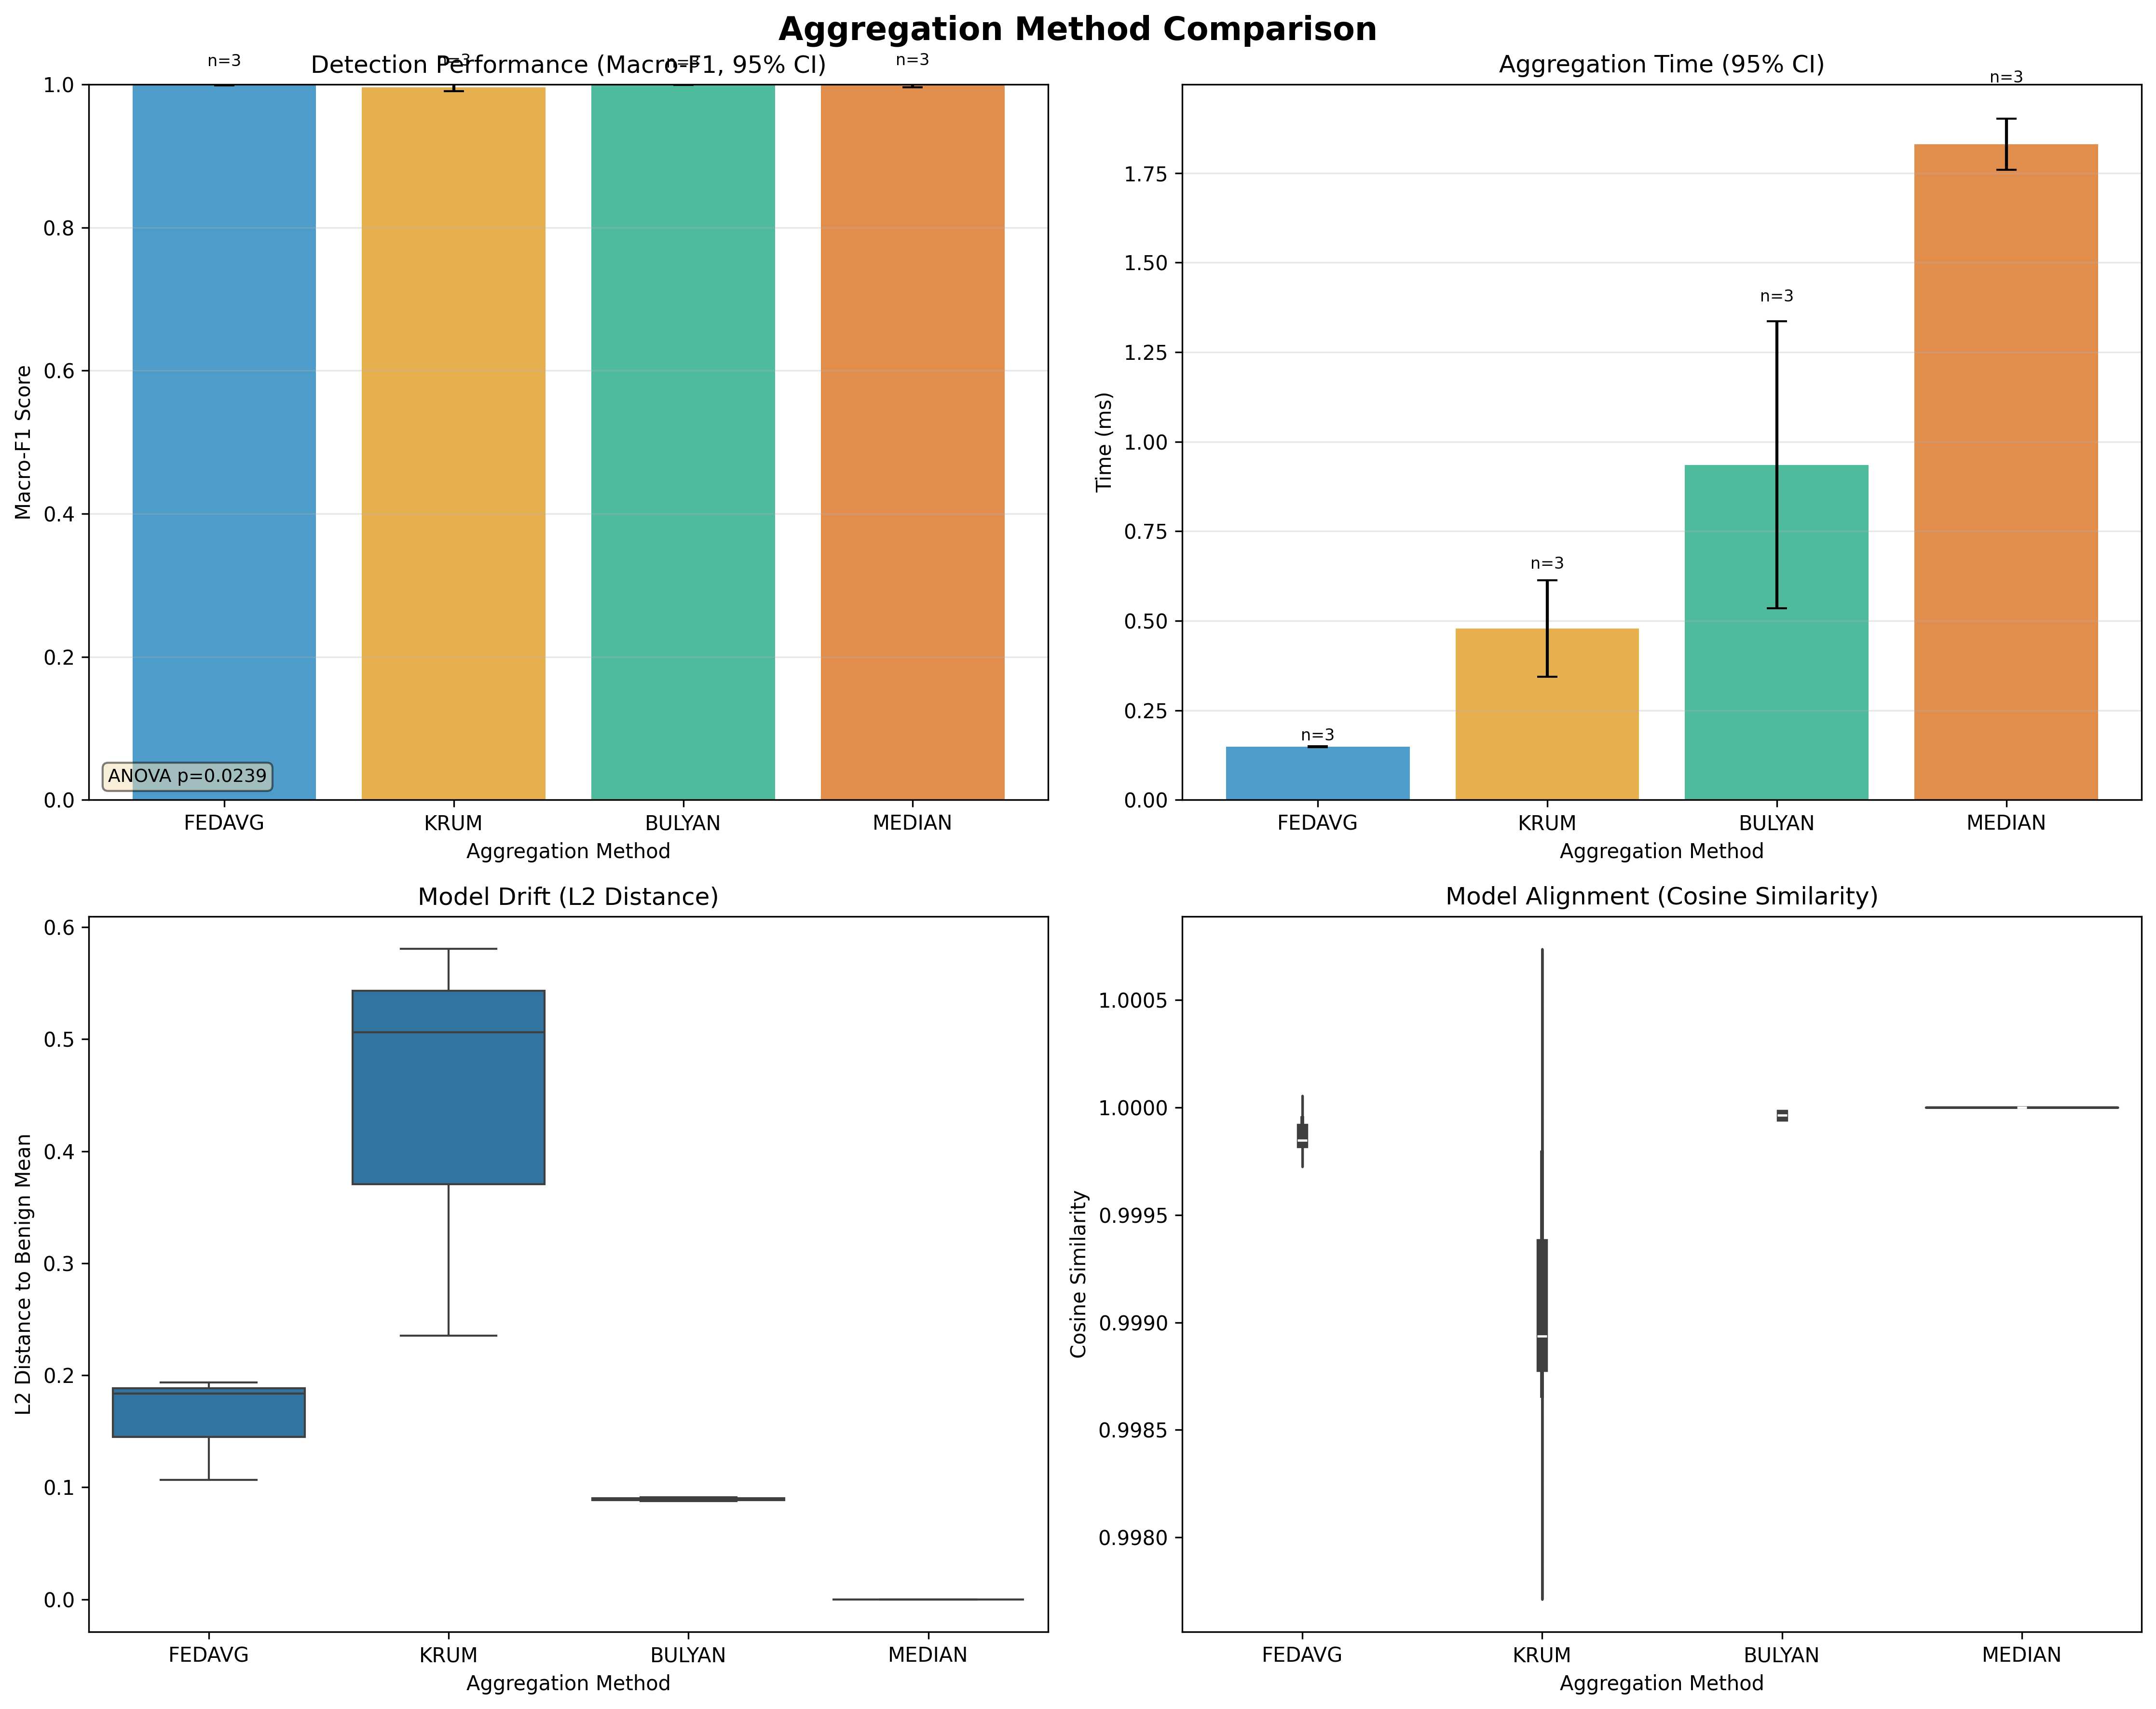 Aggregation Method Comparison
Detection Performance (Macro-F1, 95% CI)
n=3
n=3
n=3
n=3
1.0
0.8
0.6
0.4
0.2
0.0
Macro-F1 Score
ANOVA p=0.0239
FEDAVG
KRUM
BULYAN
MEDIAN
Aggregation Method
Aggregation Time (95% CI)
n=3
n=3
n=3
n=3
1.75
1.50
1.25
1.00
0.75
0.50
0.25
0.00
Time (ms)
FEDAVG
KRUM
BULYAN
MEDIAN
Aggregation Method
Model Drift (L2 Distance)
0.6
0.5
0.4
0.3
0.2
0.1
0.0
L2 Distance to Benign Mean
FEDAVG
KRUM
BULYAN
MEDIAN
Aggregation Method
Model Alignment (Cosine Similarity)
1.0005
1.0000
0.9995
0.9990
0.9985
0.9980
Cosine Similarity
FEDAVG
KRUM
BULYAN
MEDIAN
Aggregation Method